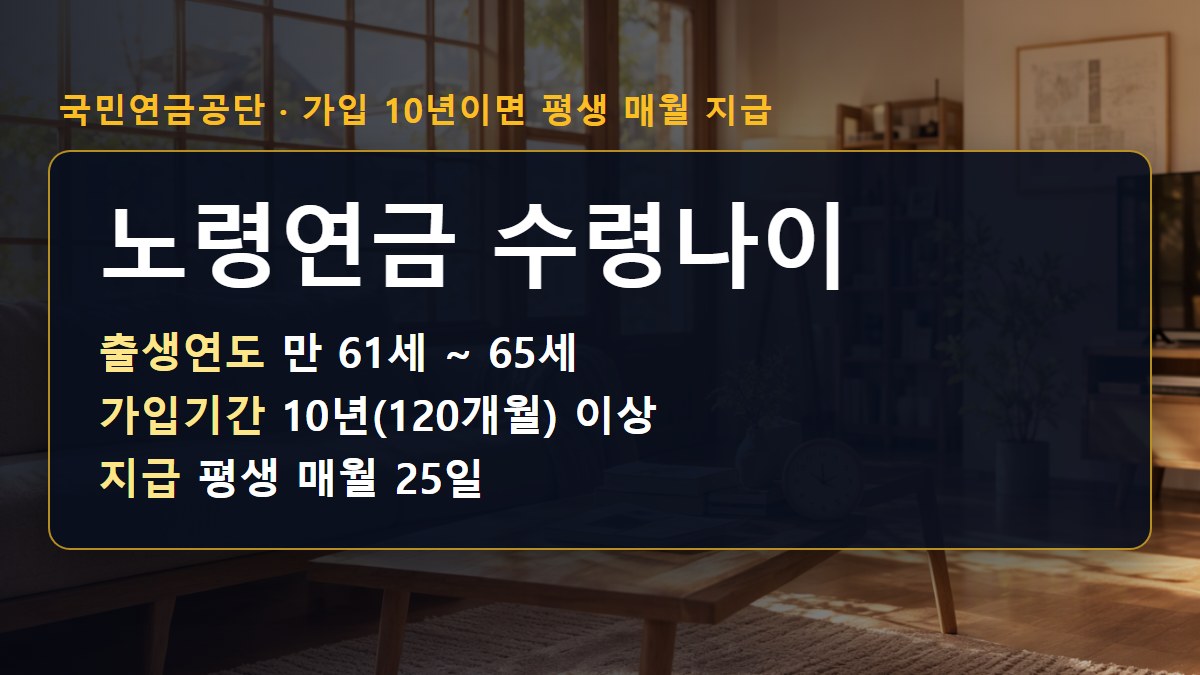 국민연금공단 · 가입 10년이면 평생 매월 지급
노령연금 수령나이
출생연도 만 61세 ~ 65세
가입기간 10년(120개월) 이상
지급 평생 매월 25일